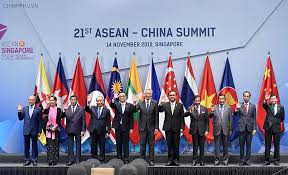 CHINHPHU.VN
ASEAN
SINGAPORE
2018
21ST ASEAN - CHINA SUMMIT
14 NOVEMBER 2018, SINGAPORE